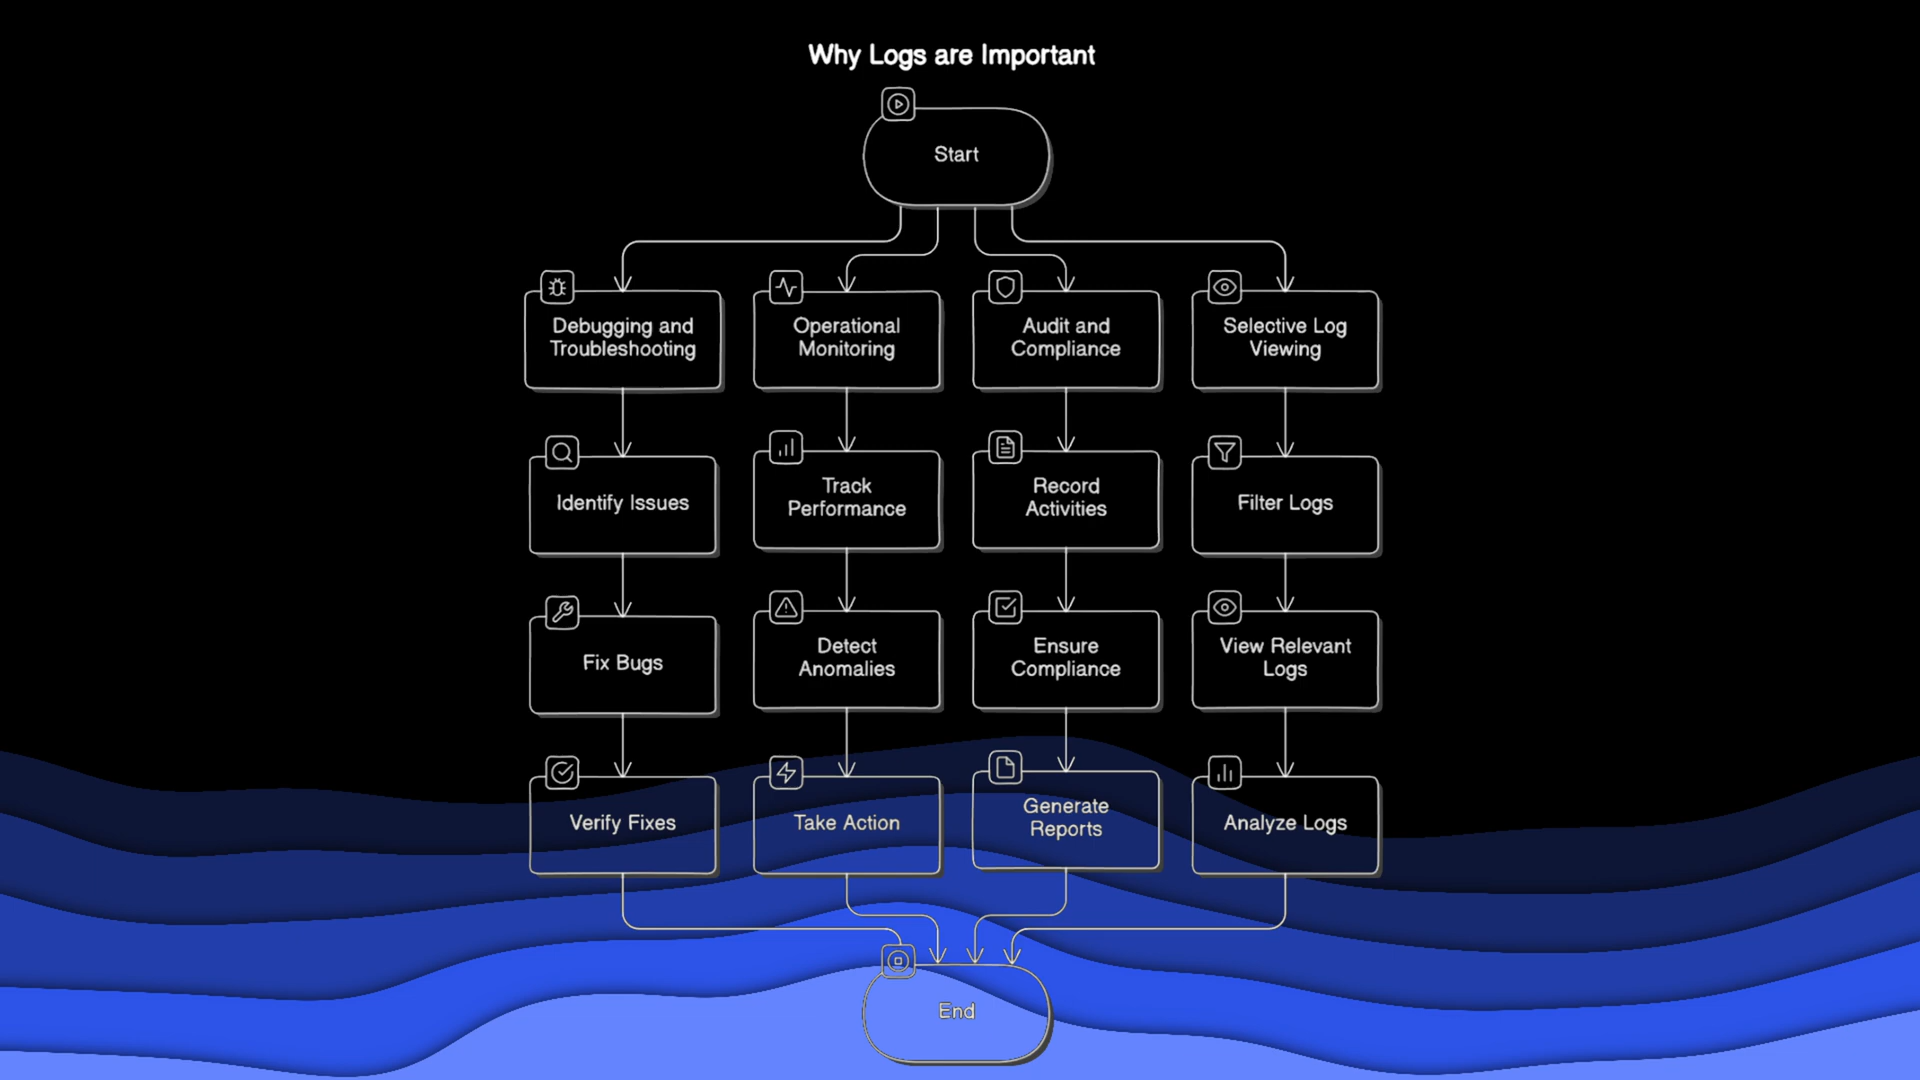 Why Logs are Important
Start
Debugging and
Troubleshooting
Operational
Monitoring
Audit and
Compliance
Selective Log
Viewing
Identify Issues
Track
Performance
Record
Activities
Filter Logs
Fix Bugs
Detect
Anomalies
Ensure
Compliance
View Relevant
Logs
Verify Fixes
Take Action
Generate
Reports
Analyze Logs
End